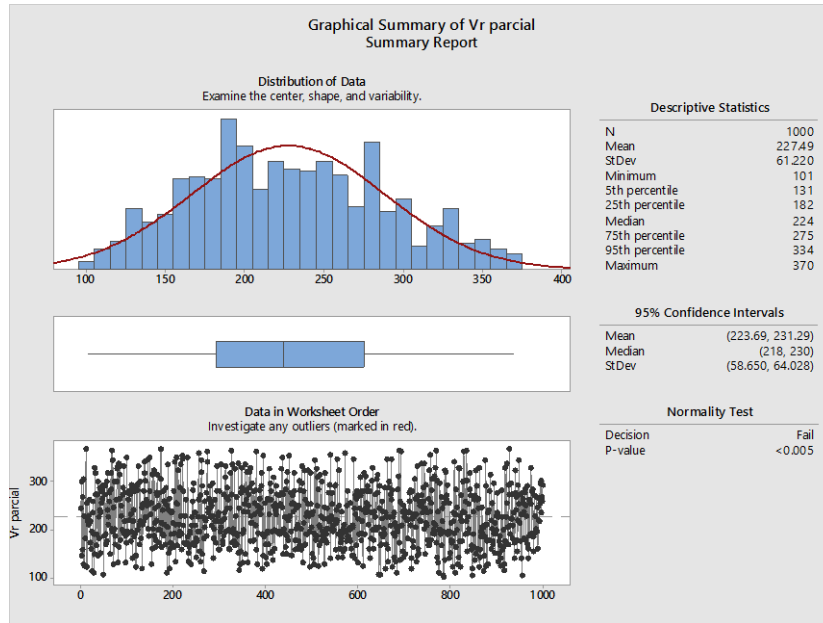 Graphical Summary of Vr parcial
Summary Report
Distribution of Data
Examine the center, shape, and variability.
100 150 200 250 300 350 400
Descriptive Statistics
N 1000
Mean 227.49
StDev 61.220
Minimum 101
5th percentile 131
25th percentile 182
Median 224
75th percentile 275
95th percentile 334
Maximum 370
95% Confidence Intervals
Mean (223.69, 231.29)
Median (218, 230)
StDev (58.650, 64.028)
Data in Worksheet Order
Investigate any outliers (marked in red).
Vr parcial
300
200
100
0 200 400 600 800 1000
Normality Test
Decision Fail
P-value <0.005